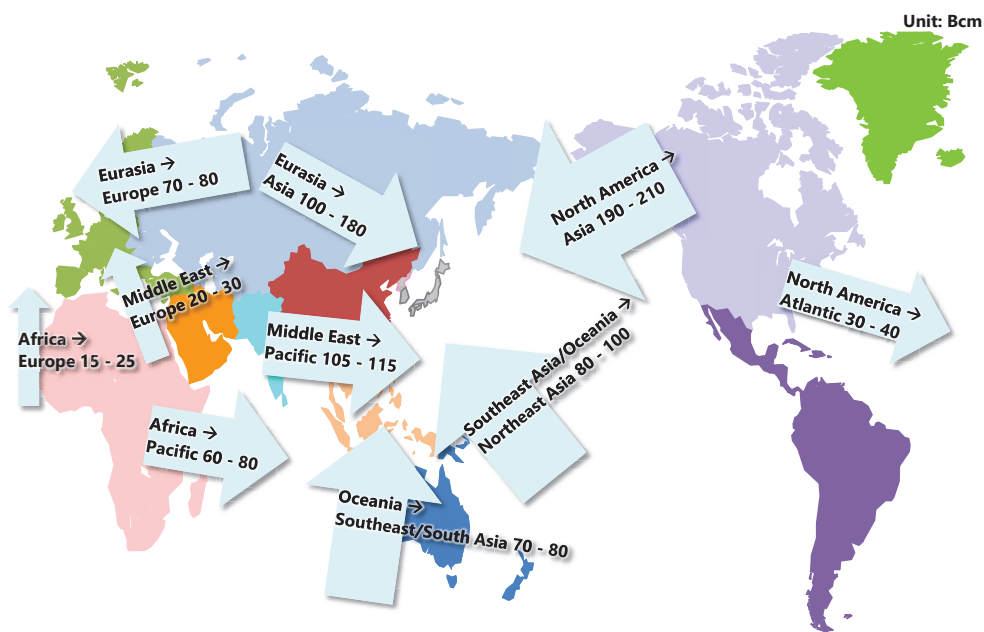 Unit: Bcm
Eurasia →
Europe 70 - 80
Eurasia →
Asia 100 - 180
North America →
Asia 190 - 210
Middle East →
Europe 20 - 30
North America →
Atlantic 30 - 40
Africa →
Europe 15 - 25
Middle East →
Pacific 105 - 115
Southeast Asia/Oceania →
Northeast Asia 80 - 100
Africa →
Pacific 60 - 80
Oceania →
Southeast/South Asia 70 - 80